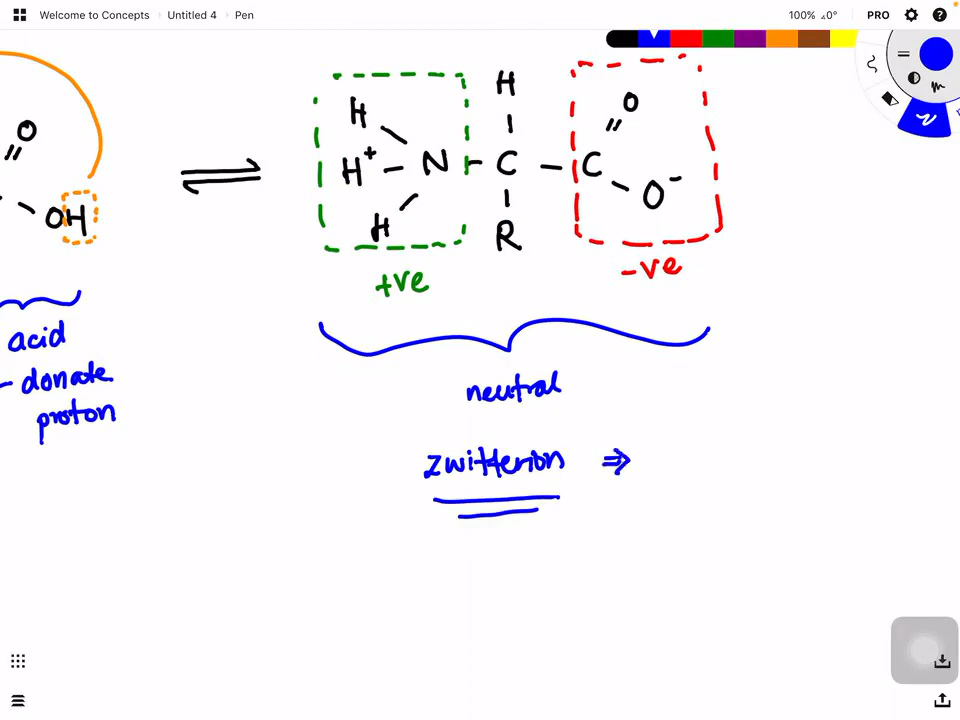 Welcome to Concepts > Untitled 4 > Pen
100% ⊿0° PRO
H H O
O
H⁺ N C C
OH O⁻
H R
+ve -ve
acid
- donate
proton
neutral
zwitterion ⇒